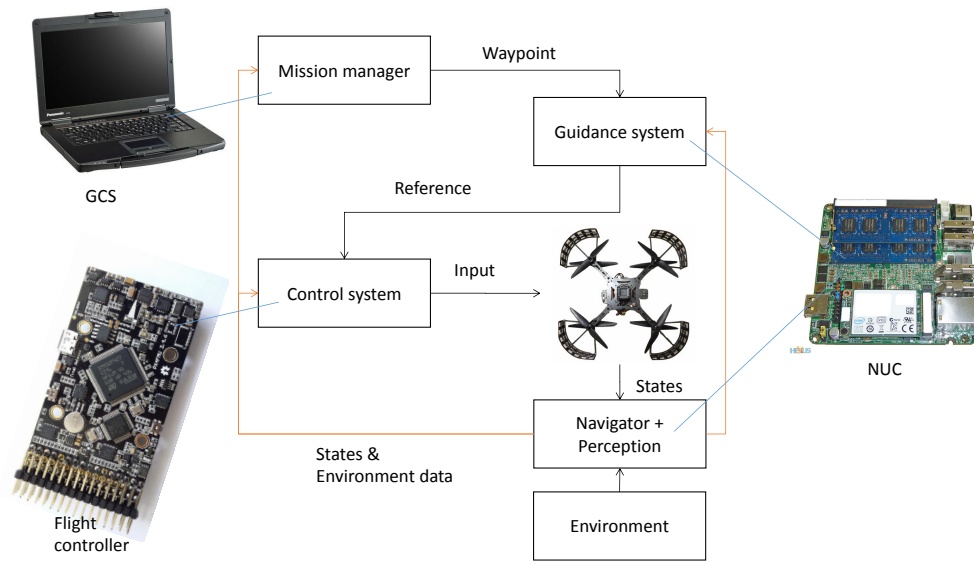 Mission manager
Waypoint
Guidance system
GCS
Reference
Control system
Input
NUC
States
Navigator +
Perception
States &
Environment data
Environment
Flight
controller